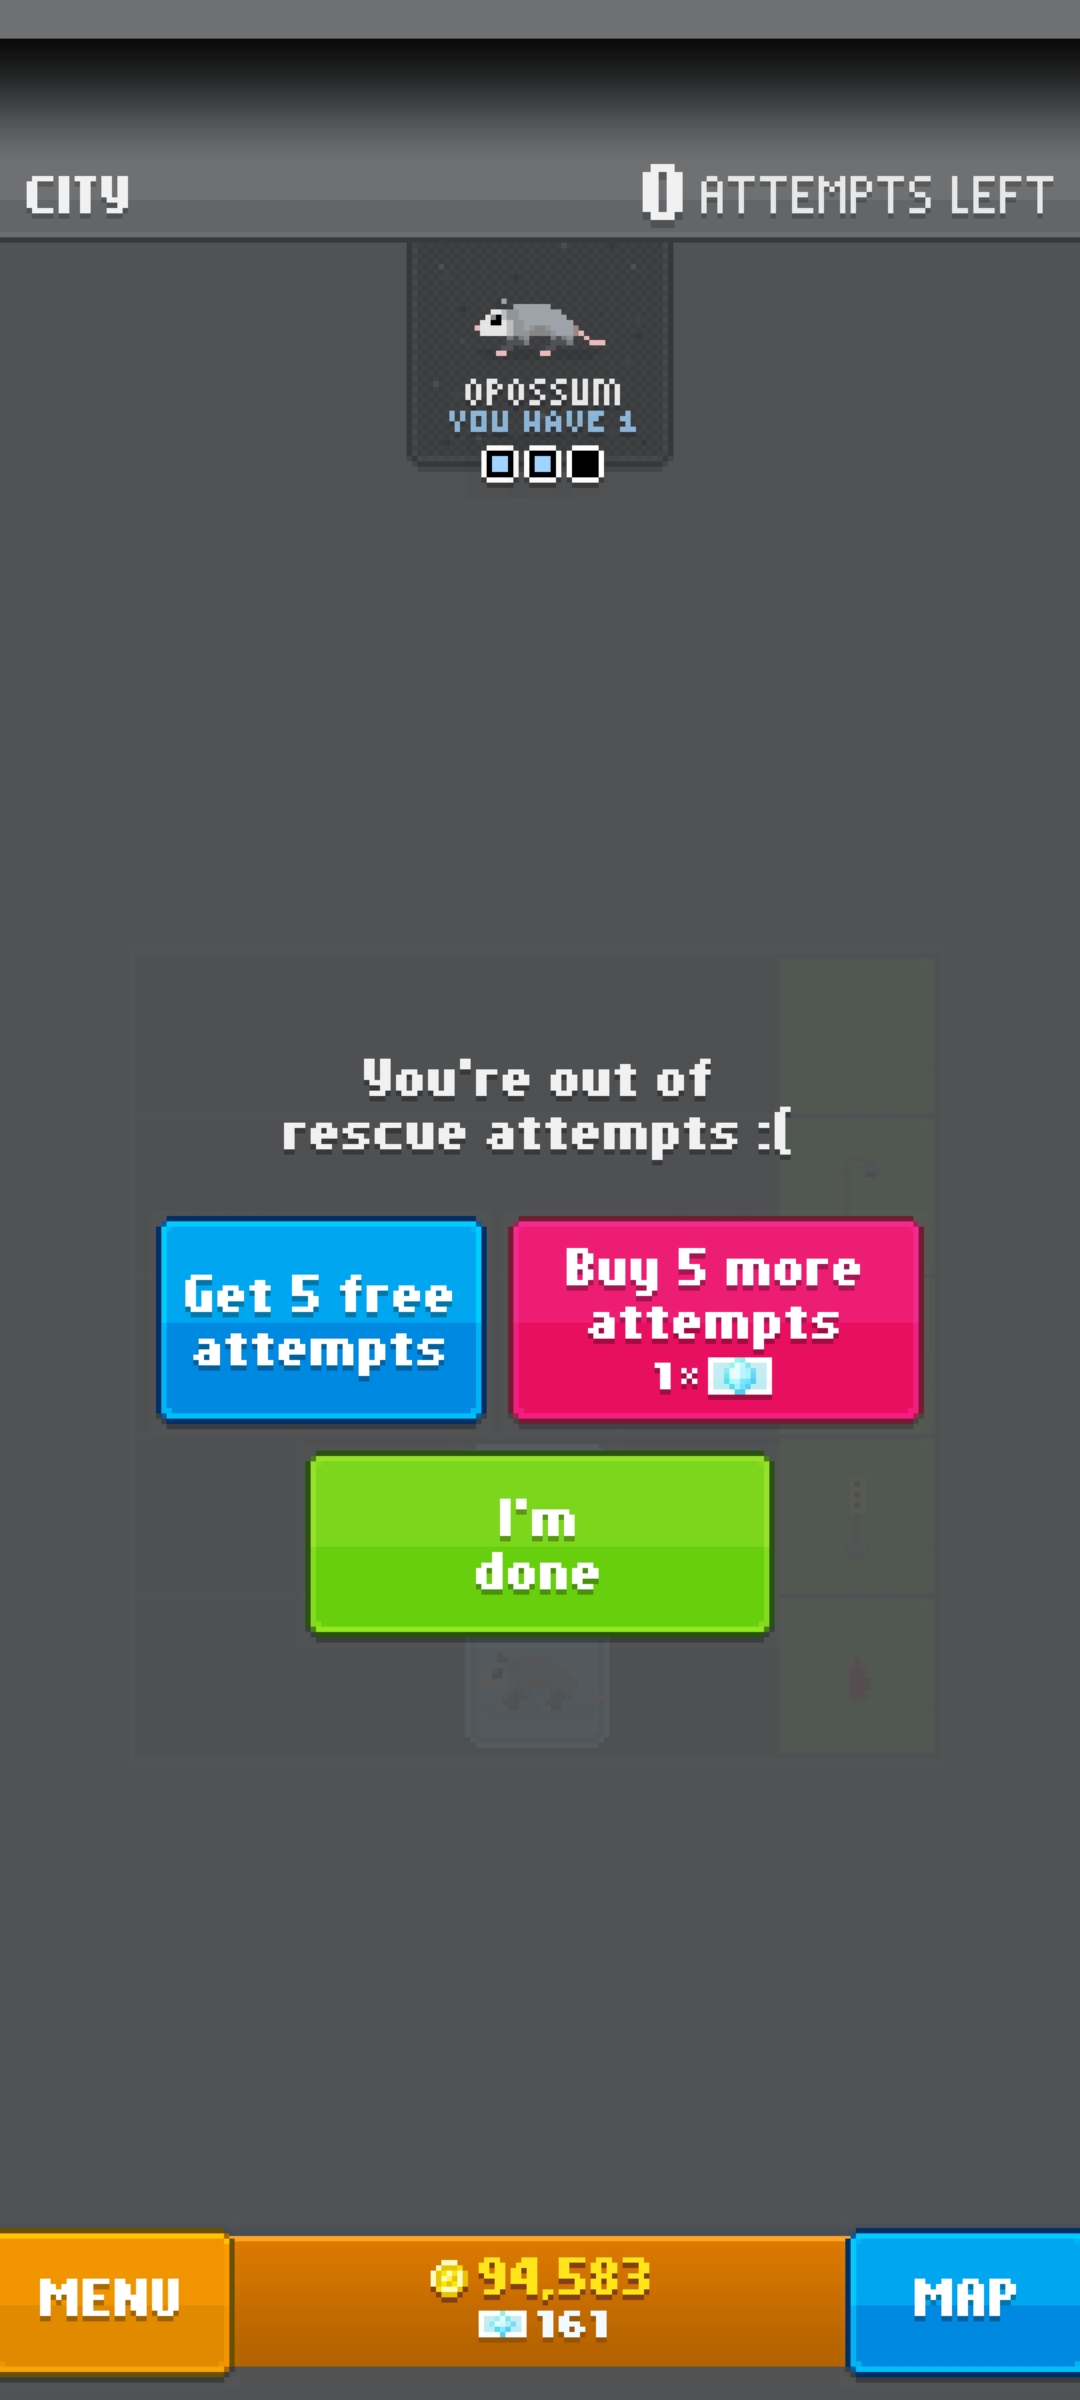 CITY
0 ATTEMPTS LEFT
OPOSSUM
YOU HAVE 1
You're out of
rescue attempts :(
Get 5 free
attempts
Buy 5 more
attempts
1×
I'm
done
MENU
94,583
161
MAP